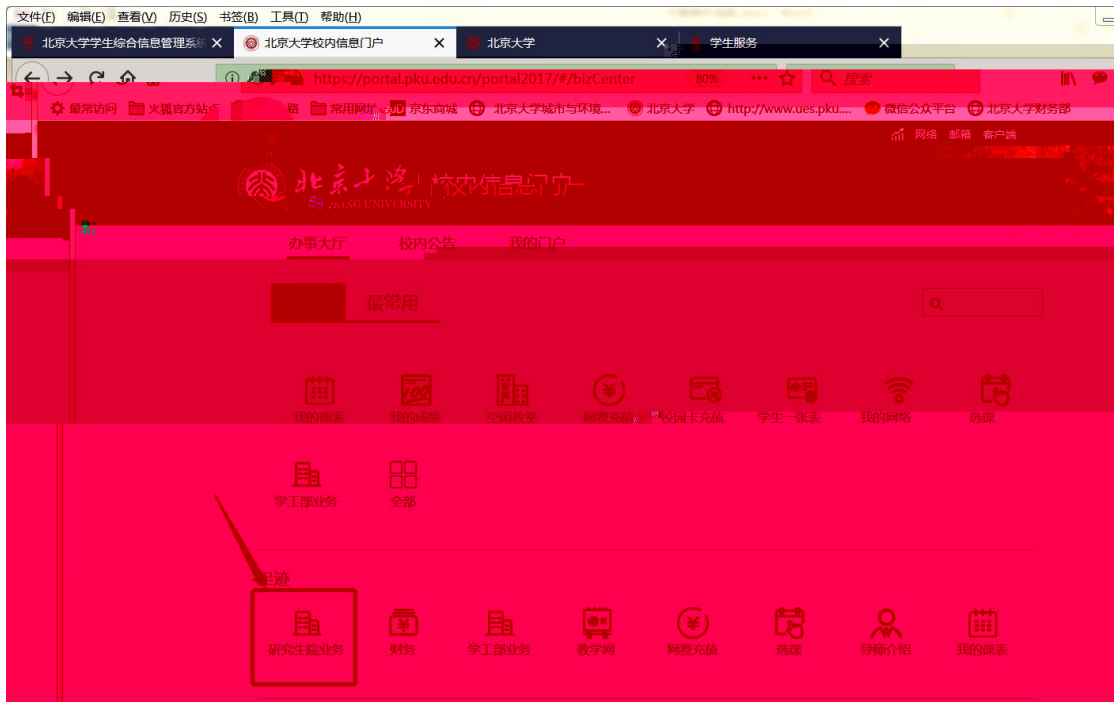 文件(F) 编辑(E) 查看(V) 历史(S) 书签(B) 工具(T) 帮助(H)
北京大学学生综合信息管理系统 北京大学校内信息门户 北京大学 学生服务
https://portal.pku.edu.cn/portal2017/#/bizCenter 80% 搜索
最常访问 火狐官方站点 常用网址 JD 京东商城 北京大学城市与环境... 北京大学 http://www.ues.pku.... 微信公众平台 北京大学财务部
网络 邮箱 客户端
北京大学 校内信息门户
PEKING UNIVERSITY
办事大厅 校内公告 我的门户
最常用
我的课表 我的成绩 空闲教室 网费充值 校园卡充值 学生一张表 我的网络 选课
学工部业务 全部
足迹
研究生院业务 财务 学工部业务 教学网 网费充值 选课 导师介绍 我的课表